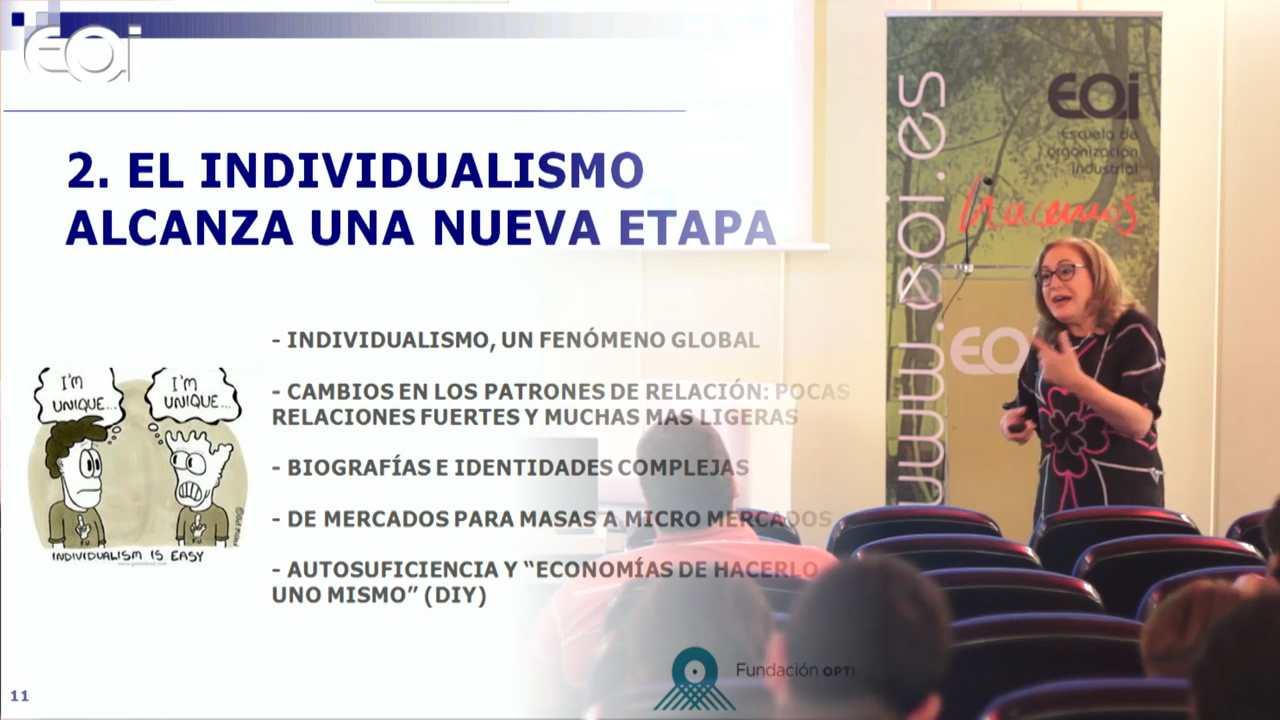 EOi
2. EL INDIVIDUALISMO
ALCANZA UNA NUEVA ETAPA
- INDIVIDUALISMO, UN FENÓMENO GLOBAL
- CAMBIOS EN LOS PATRONES DE RELACIÓN: POCAS
RELACIONES FUERTES Y MUCHAS MAS LIGERAS
- BIOGRAFÍAS E IDENTIDADES COMPLEJAS
- DE MERCADOS PARA MASAS A MICRO MERCADOS
- AUTOSUFICIENCIA Y “ECONOMÍAS DE HACERLO
UNO MISMO” (DIY)
I'M
UNIQUE...
I'M
UNIQUE...
INDIVIDUALISM IS EASY
11
Fundación OPTI
www.eoi.es
EOi
Escuela de
organización
industrial
hacemos
EOi